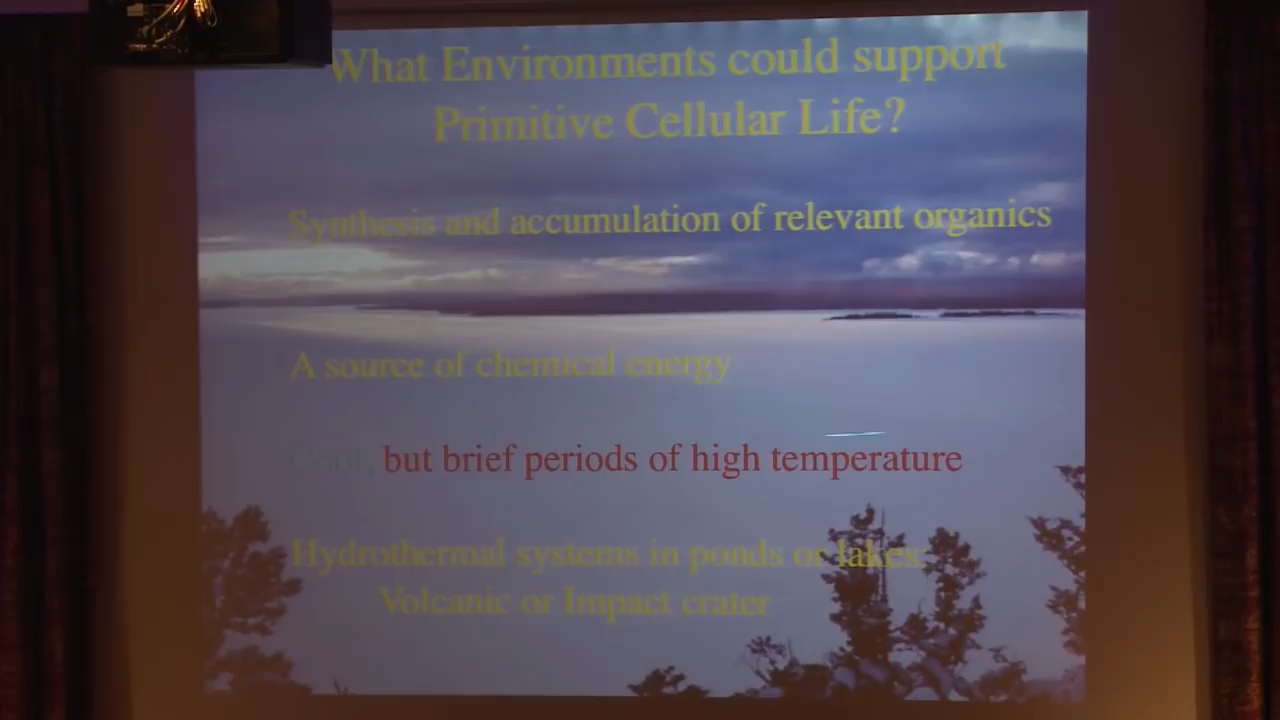 What Environments could support
Primitive Cellular Life?
Synthesis and accumulation of relevant organics
A source of chemical energy
Cool, but brief periods of high temperature
Hydrothermal systems in ponds or lakes:
Volcanic or Impact crater